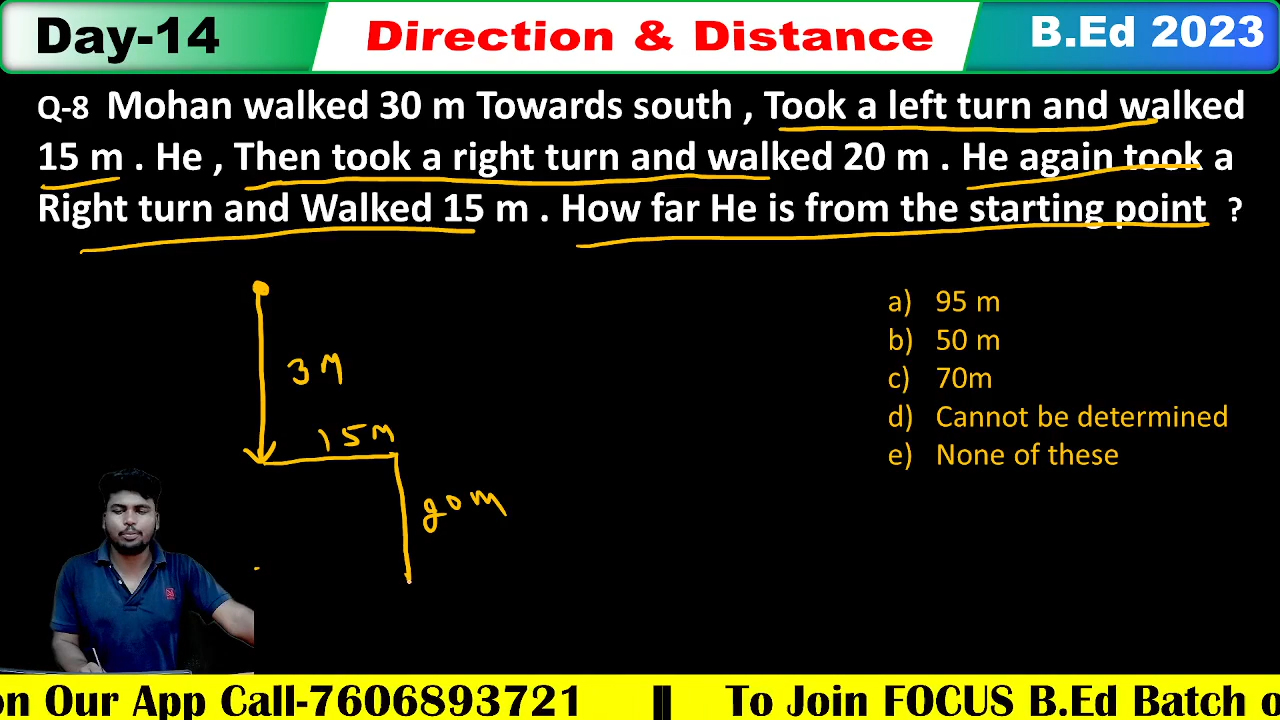 Day-14
Direction & Distance
B.Ed 2023
Q-8 Mohan walked 30 m Towards south , Took a left turn and walked
15 m . He , Then took a right turn and walked 20 m . He again took a
Right turn and Walked 15 m . How far He is from the starting point ?
a) 95 m
b) 50 m
c) 70m
d) Cannot be determined
e) None of these
3 M
15 M
20 m
on Our App Call-7606893721 || To Join FOCUS B.Ed Batch o